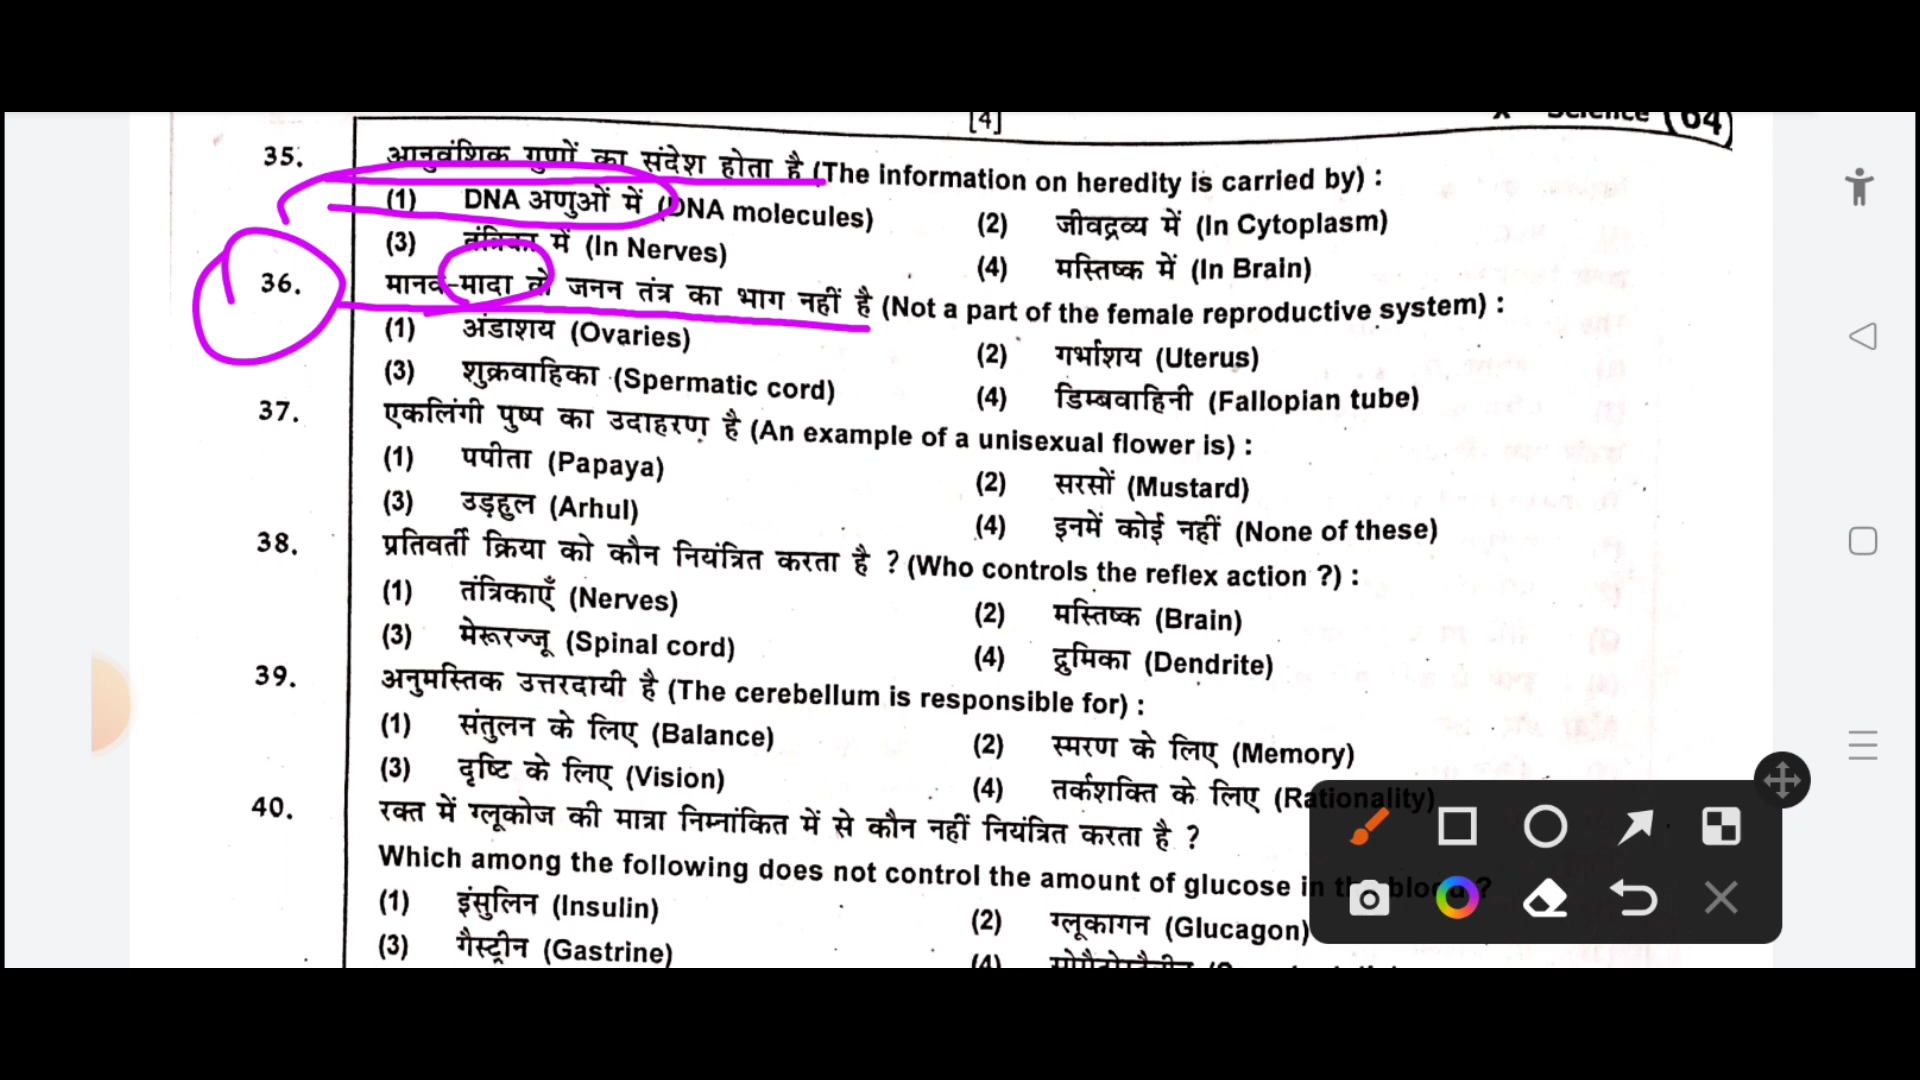 [4]
X – Science (64)
35. आनुवंशिक गुणों का संदेश होता है (The information on heredity is carried by) :
(1) DNA अणुओं में (DNA molecules) (2) जीवद्रव्य में (In Cytoplasm)
(3) तंत्रिका में (In Nerves) (4) मस्तिष्क में (In Brain)
36. मानव-मादा के जनन तंत्र का भाग नहीं है (Not a part of the female reproductive system) :
(1) अंडाशय (Ovaries) (2) गर्भाशय (Uterus)
(3) शुक्रवाहिका (Spermatic cord) (4) डिम्बवाहिनी (Fallopian tube)
37. एकलिंगी पुष्प का उदाहरण है (An example of a unisexual flower is) :
(1) पपीता (Papaya) (2) सरसों (Mustard)
(3) उड़हुल (Arhul) (4) इनमें कोई नहीं (None of these)
38. प्रतिवर्ती क्रिया को कौन नियंत्रित करता है ? (Who controls the reflex action ?) :
(1) तंत्रिकाएँ (Nerves) (2) मस्तिष्क (Brain)
(3) मेरूरज्जू (Spinal cord) (4) द्रुमिका (Dendrite)
39. अनुमस्तिक उत्तरदायी है (The cerebellum is responsible for) :
(1) संतुलन के लिए (Balance) (2) स्मरण के लिए (Memory)
(3) दृष्टि के लिए (Vision) (4) तर्कशक्ति के लिए (Rationality)
40. रक्त में ग्लूकोज की मात्रा निम्नांकित में से कौन नहीं नियंत्रित करता है ?
Which among the following does not control the amount of glucose in the blood ?
(1) इंसुलिन (Insulin) (2) ग्लूकागन (Glucagon)
(3) गैस्ट्रीन (Gastrine) (4)